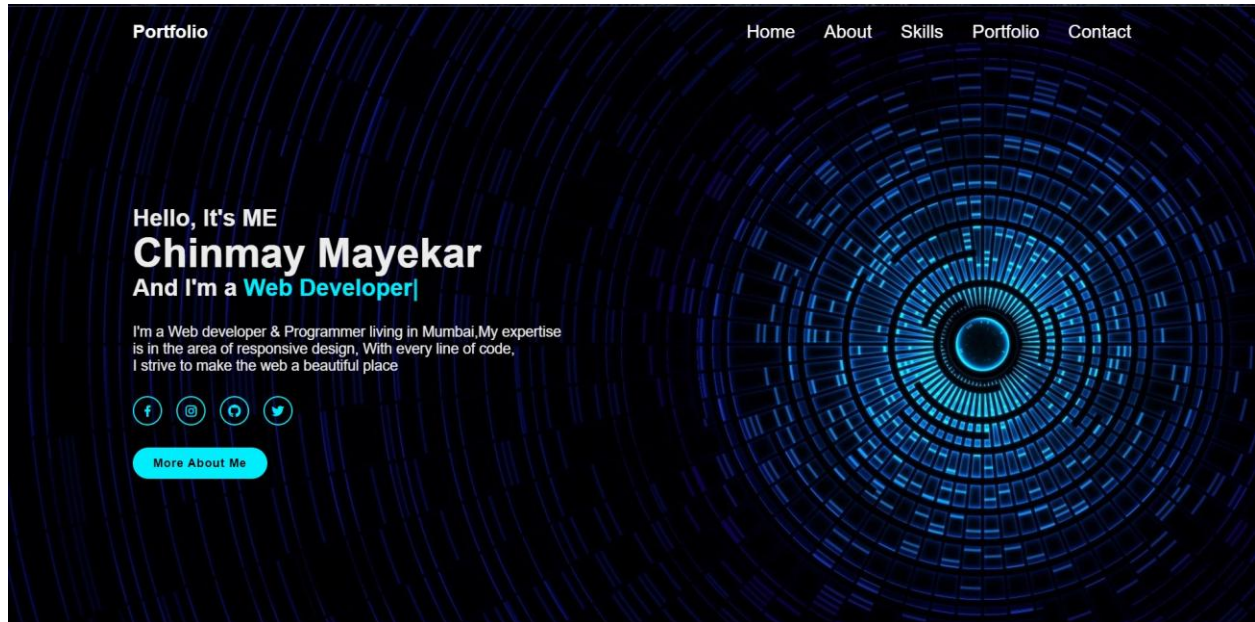 Portfolio
Home About Skills Portfolio Contact
Hello, It's ME
Chinmay Mayekar
And I'm a Web Developer|
I'm a Web developer & Programmer living in Mumbai,My expertise
is in the area of responsive design, With every line of code,
I strive to make the web a beautiful place
More About Me